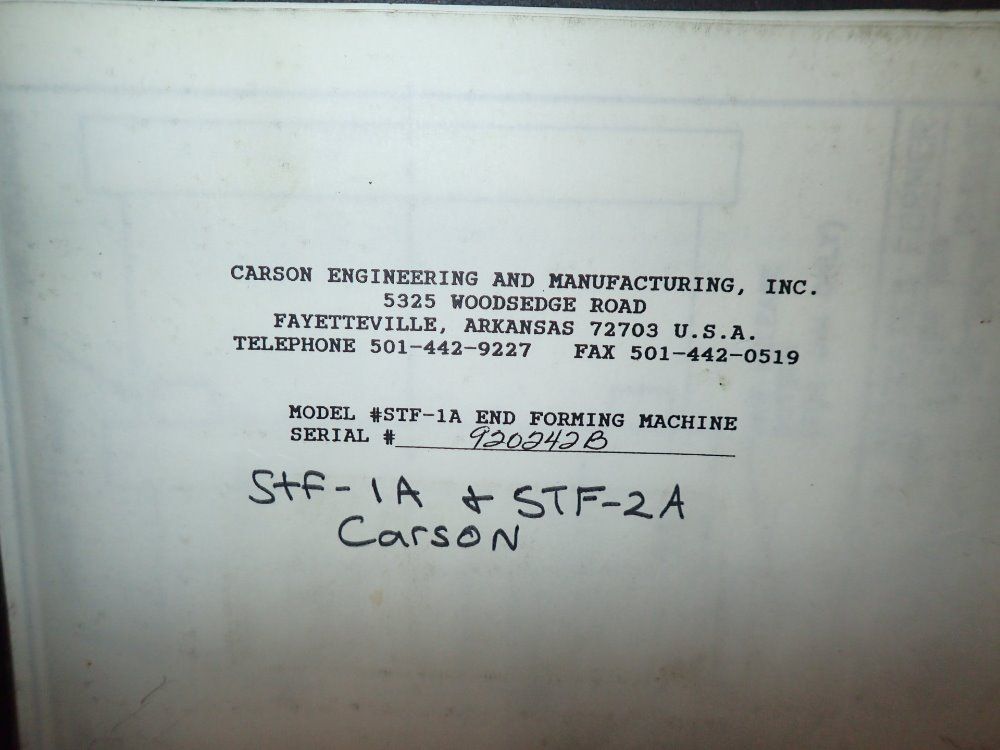 CARSON ENGINEERING AND MANUFACTURING, INC.
5325 WOODSEDGE ROAD
FAYETTEVILLE, ARKANSAS 72703 U.S.A.
TELEPHONE 501-442-9227 FAX 501-442-0519
MODEL #STF-1A END FORMING MACHINE
SERIAL # 920242B
Stf-1A & STF-2A
Carson